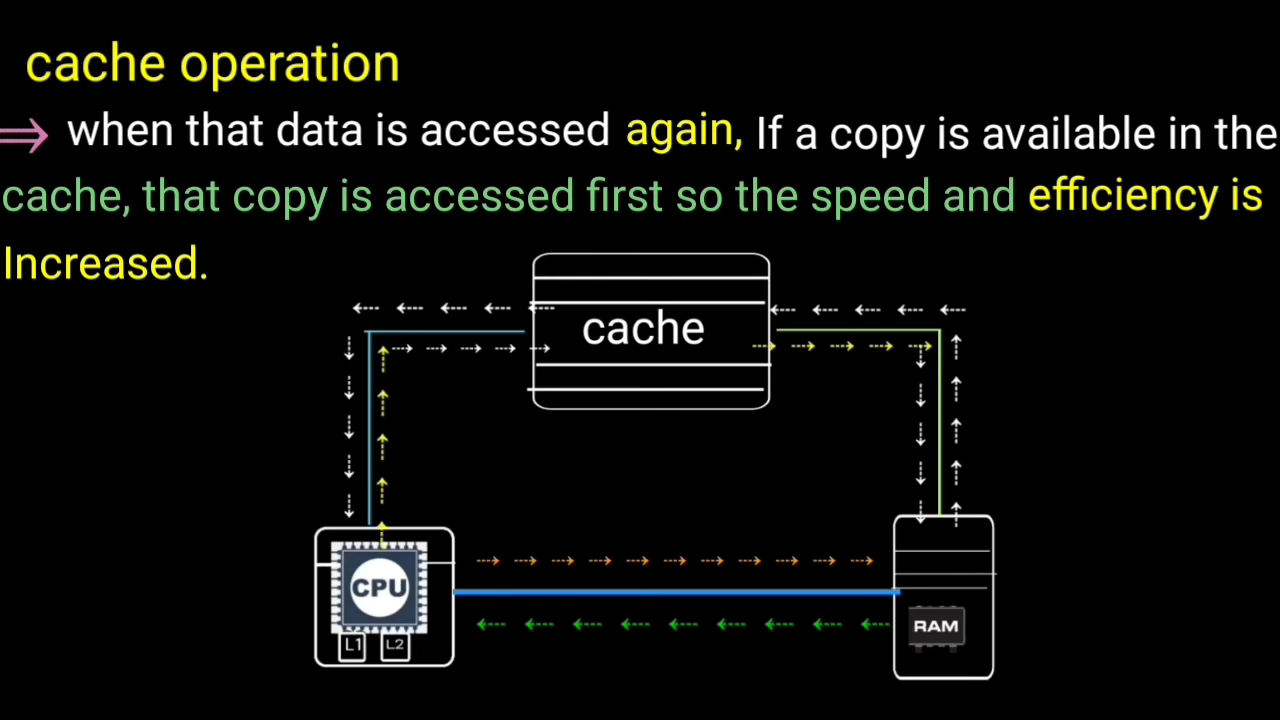 cache operation
⇒ when that data is accessed again, If a copy is available in the
cache, that copy is accessed first so the speed and efficiency is
Increased.
cache
CPU
L1 L2
RAM